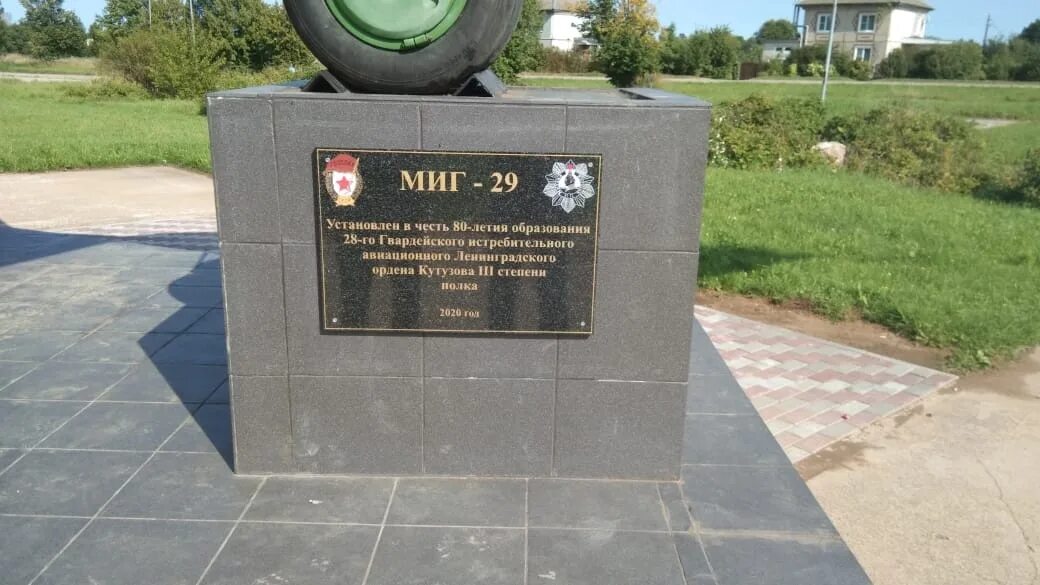 МИГ - 29
Установлен в честь 80-летия образования
28-го Гвардейского истребительного
авиационного Ленинградского
ордена Кутузова III степени
полка
2020 год